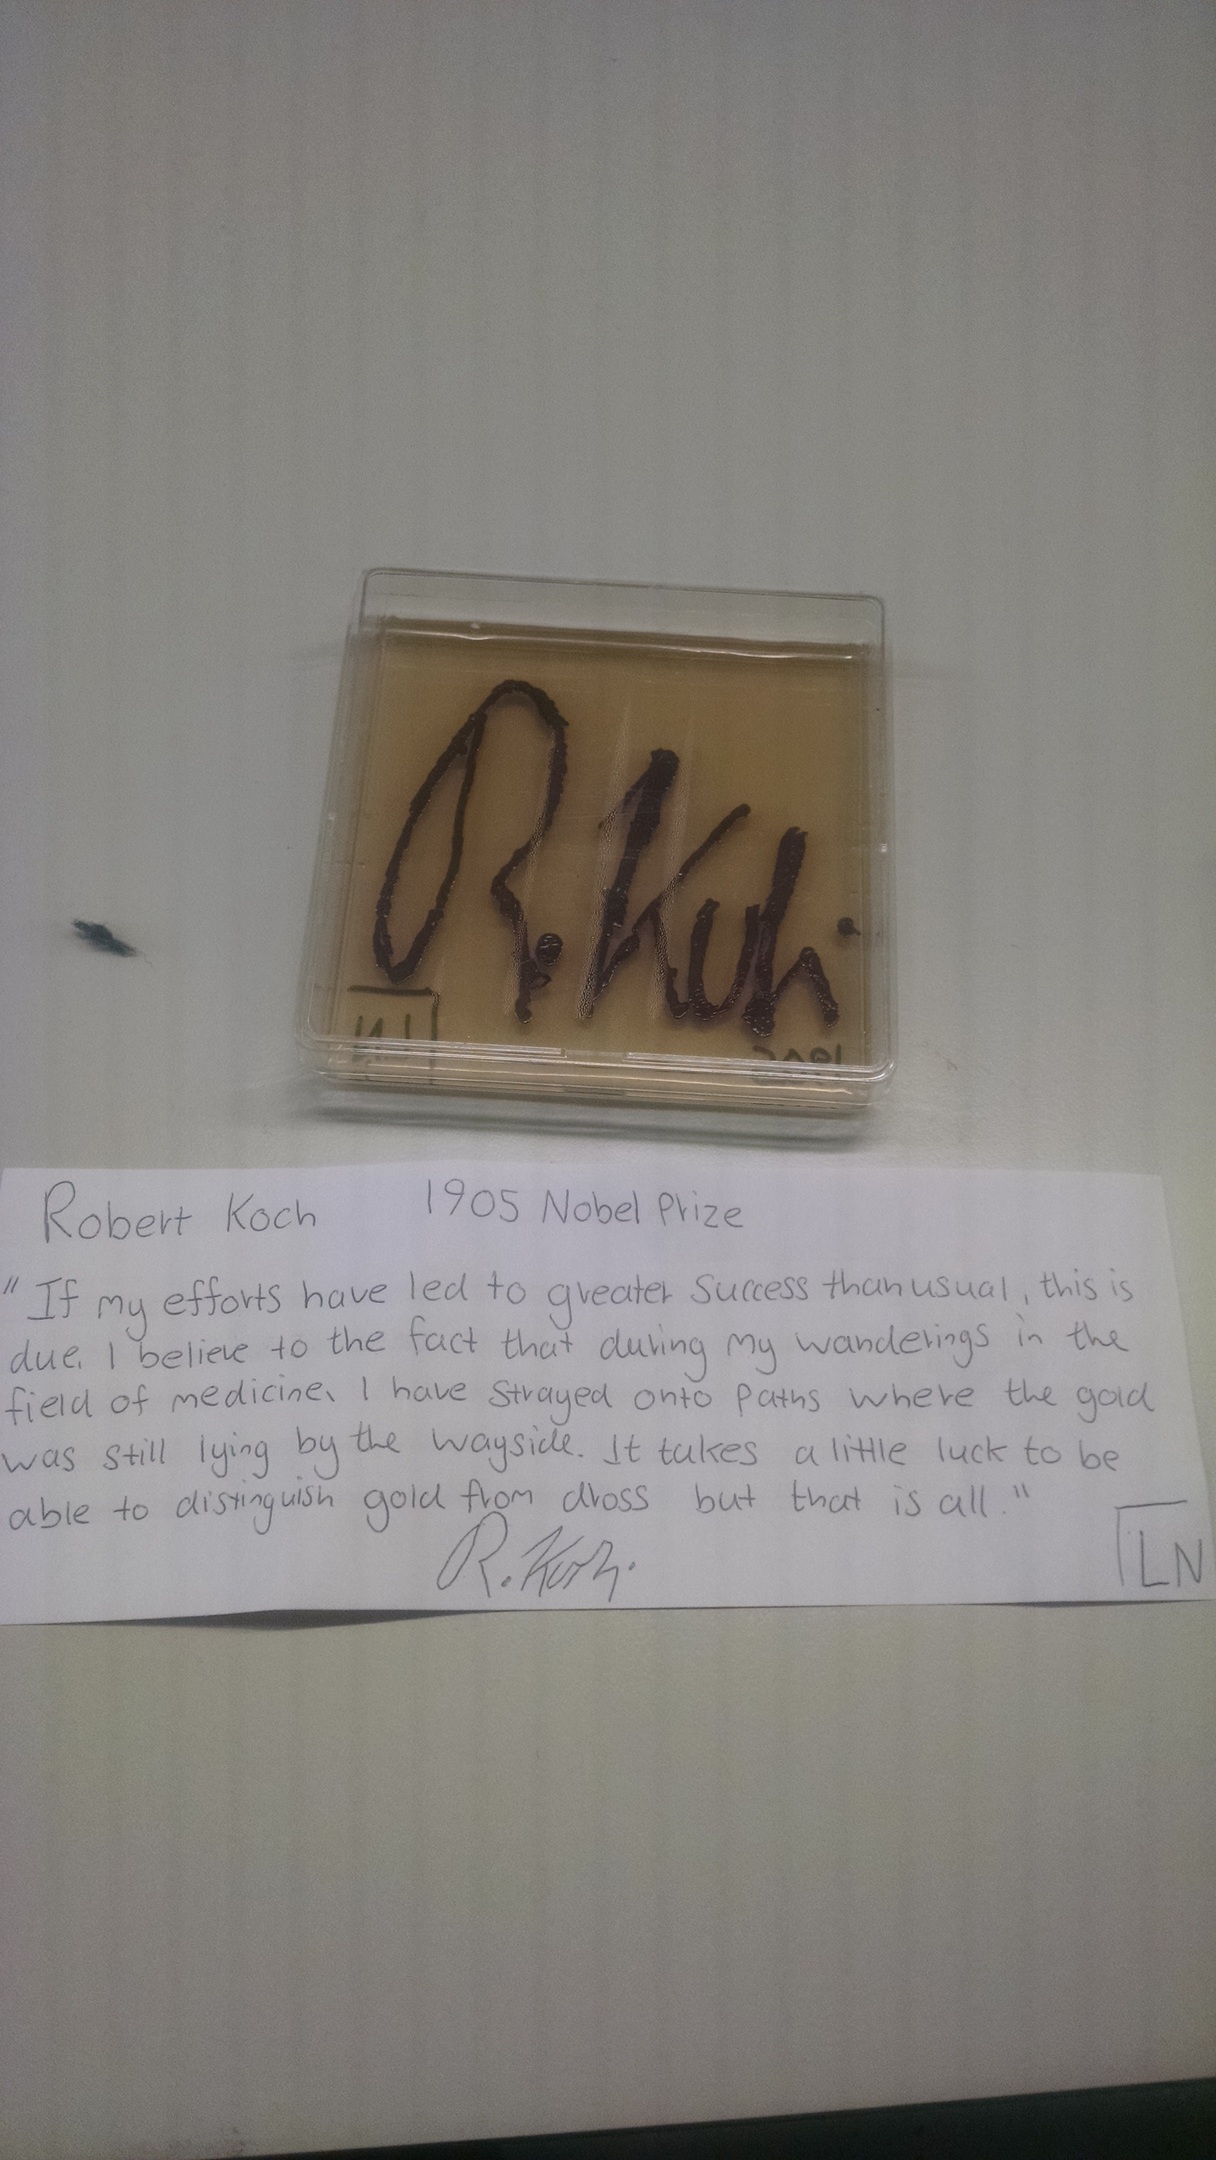 R. Koch.
LN
1905
Robert Koch 1905 Nobel Prize
"If my efforts have led to greater success than usual, this is
due, I believe to the fact that during my wanderings in the
field of medicine, I have strayed onto paths where the gold
was still lying by the wayside. It takes a little luck to be
able to distinguish gold from dross but that is all."
R. Koch.
LN